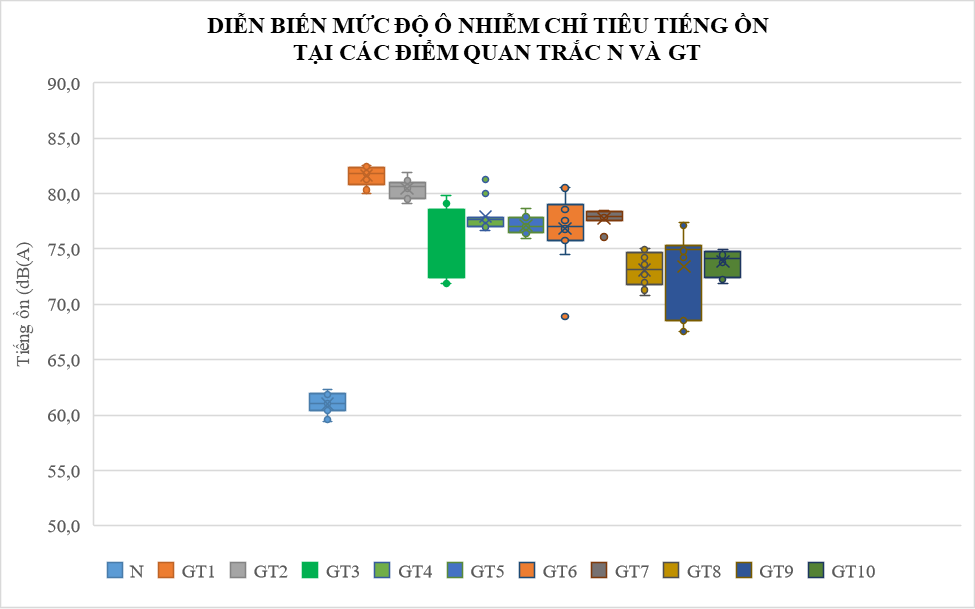 DIỄN BIẾN MỨC ĐỘ Ô NHIỄM CHỈ TIÊU TIẾNG ỒN
TẠI CÁC ĐIỂM QUAN TRẮC N VÀ GT
90,0
85,0
80,0
75,0
70,0
65,0
60,0
55,0
50,0
Tiếng ồn (dB(A)
N GT1 GT2 GT3 GT4 GT5 GT6 GT7 GT8 GT9 GT10